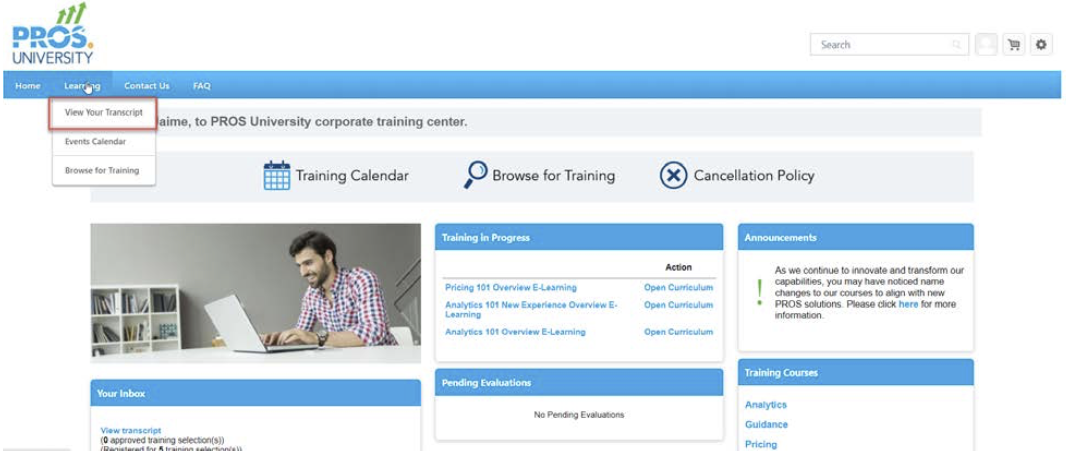 PROS.
UNIVERSITY
Search
Home Learning Contact Us FAQ
View Your Transcript
Events Calendar
Browse for Training
aime, to PROS University corporate training center.
Training Calendar
Browse for Training
Cancellation Policy
Training in Progress
Action
Pricing 101 Overview E-Learning Open Curriculum
Analytics 101 New Experience Overview E- Open Curriculum
Learning
Analytics 101 Overview E-Learning Open Curriculum
Announcements
As we continue to innovate and transform our
capabilities, you may have noticed name
changes to our courses to align with new
PROS solutions. Please click here for more
information.
Your Inbox
View transcript
(0 approved training selection(s))
(Registered for 5 training selection(s))
Pending Evaluations
No Pending Evaluations
Training Courses
Analytics
Guidance
Pricing